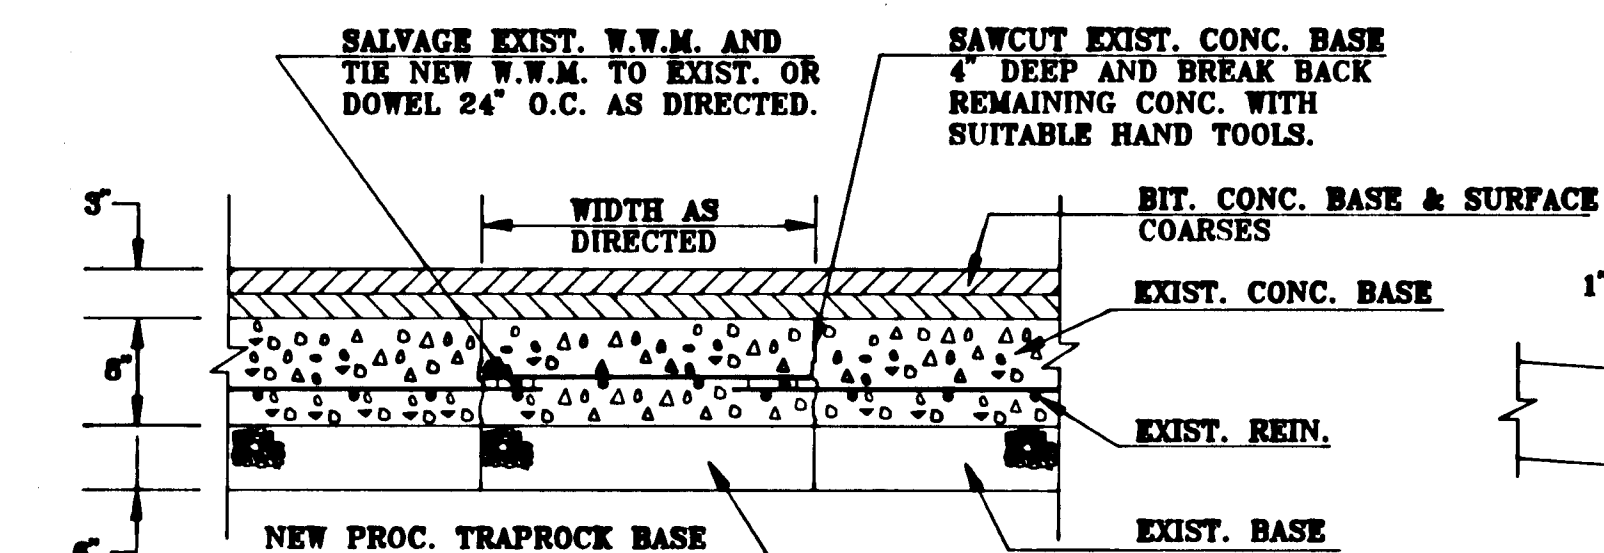 SALVAGE EXIST. W.W.M. AND
TIE NEW W.W.M. TO EXIST. OR
DOWEL 24" O.C. AS DIRECTED.
SAWCUT EXIST. CONC. BASE
4" DEEP AND BREAK BACK
REMAINING CONC. WITH
SUITABLE HAND TOOLS.
3"
WIDTH AS
DIRECTED
BIT. CONC. BASE & SURFACE
COARSES
EXIST. CONC. BASE
1"
8"
EXIST. REIN.
NEW PROC. TRAPROCK BASE
EXIST. BASE